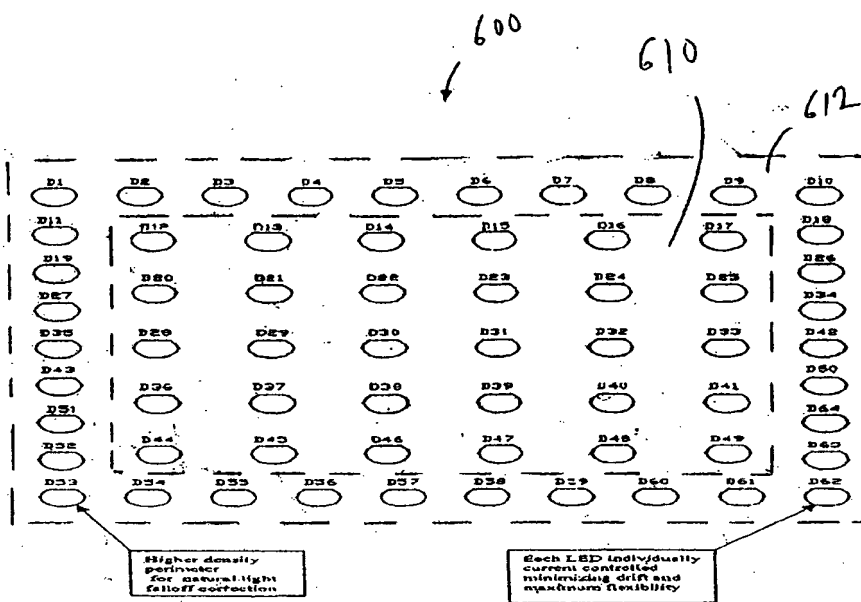 600
610
612
D1 D2 D3 D4 D5 D6 D7 D8 D9 D10
D11 D12 D13 D14 D15 D16 D17 D18
D19 D20 D21 D22 D23 D24 D25 D26
D27 D34
D35 D28 D29 D30 D31 D32 D33 D48
D43 D36 D37 D38 D39 D40 D41 D50
D51 D64
D52 D44 D45 D46 D47 D48 D49 D63
D53 D54 D55 D56 D57 D58 D59 D60 D61 D62
Higher density
perimeter
for natural light
falloff correction
Each LED individually
current controlled
minimizing drift and
maximum flexibility